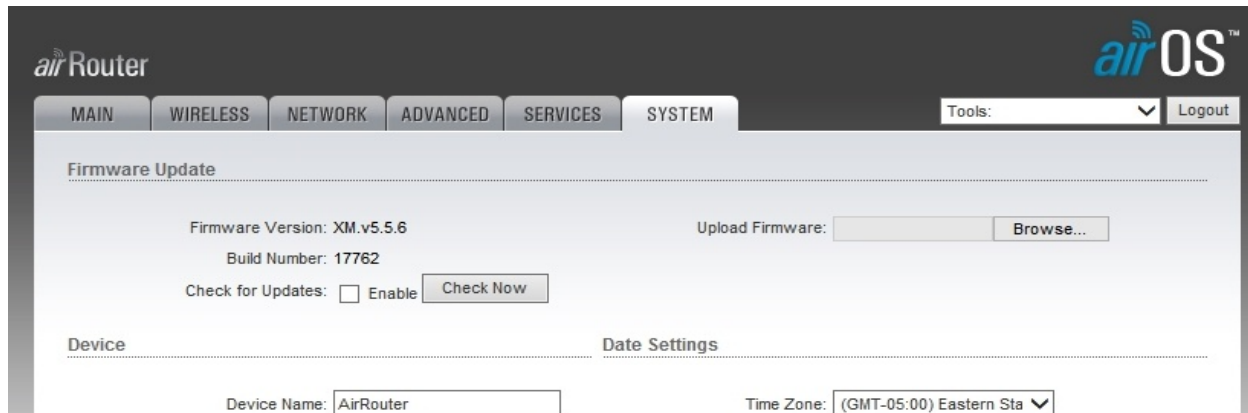 airRouter
airOS™
MAIN WIRELESS NETWORK ADVANCED SERVICES SYSTEM Tools: Logout
Firmware Update
Firmware Version: XM.v5.5.6 Upload Firmware: Browse...
Build Number: 17762
Check for Updates: Enable Check Now
Device Date Settings
Device Name: AirRouter Time Zone: (GMT-05:00) Eastern Sta